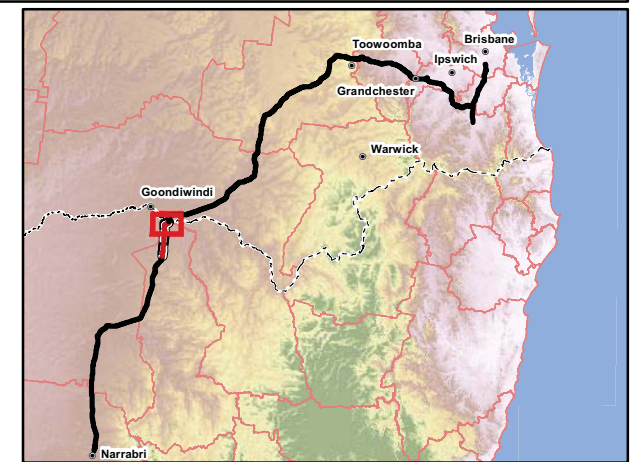 Brisbane
Toowoomba
Ipswich
Grandchester
Warwick
Goondiwindi
Narrabri